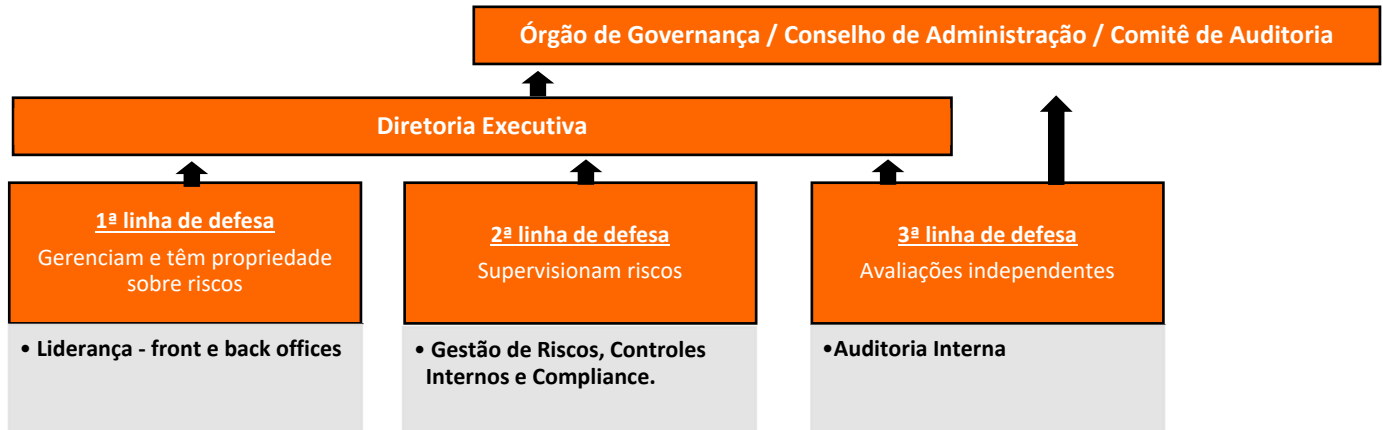 Órgão de Governança / Conselho de Administração / Comitê de Auditoria
Diretoria Executiva
1ª linha de defesa
Gerenciam e têm propriedade
sobre riscos
• Liderança - front e back offices
2ª linha de defesa
Supervisionam riscos
• Gestão de Riscos, Controles
Internos e Compliance.
3ª linha de defesa
Avaliações independentes
•Auditoria Interna